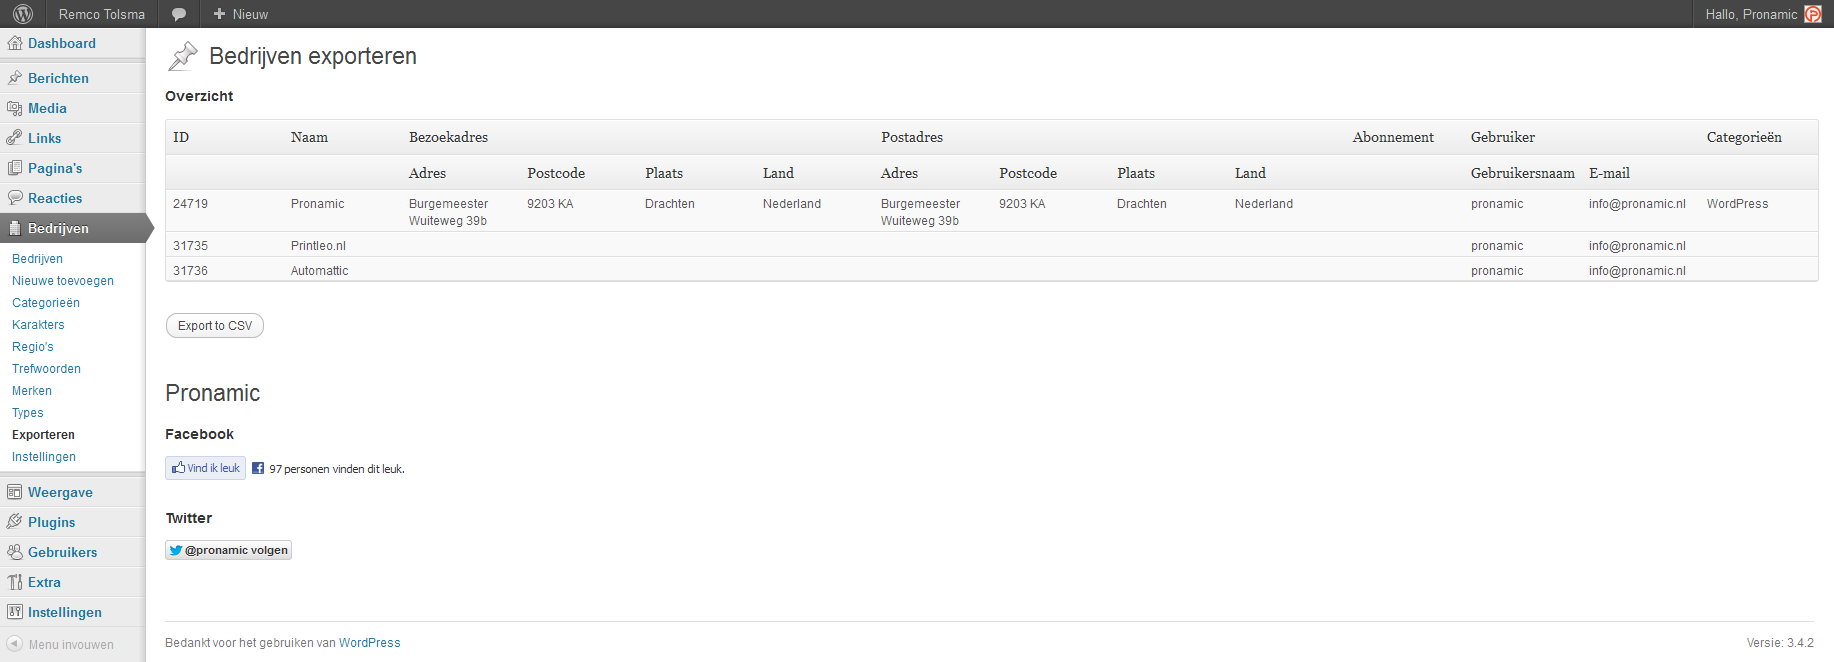 Remco Tolsma Nieuw Hallo, Pronamic
Dashboard
Berichten
Media
Links
Pagina's
Reacties
Bedrijven
Bedrijven
Nieuwe toevoegen
Categorieën
Karakters
Regio's
Trefwoorden
Merken
Types
Exporteren
Instellingen
Weergave
Plugins
Gebruikers
Extra
Instellingen
Menu invouwen
Bedrijven exporteren
Overzicht
ID Naam Bezoekadres Postadres Abonnement Gebruiker Categorieën
Adres Postcode Plaats Land Adres Postcode Plaats Land Gebruikersnaam E-mail
24719 Pronamic Burgemeester 9203 KA Drachten Nederland Burgemeester 9203 KA Drachten Nederland pronamic info@pronamic.nl WordPress
Wuiteweg 39b Wuiteweg 39b
31735 Printleo.nl pronamic info@pronamic.nl
31736 Automattic pronamic info@pronamic.nl
Export to CSV
Pronamic
Facebook
Vind ik leuk 97 personen vinden dit leuk.
Twitter
@pronamic volgen
Bedankt voor het gebruiken van WordPress Versie: 3.4.2